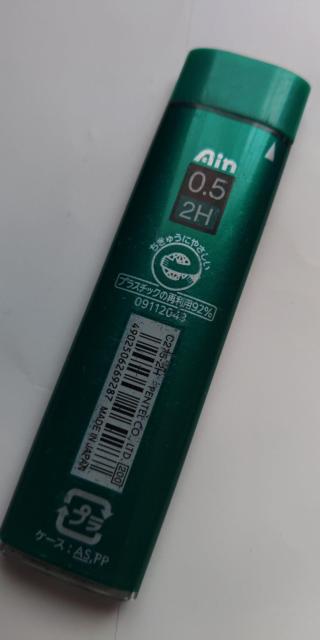 Ain
0.5
2H
ちきゅうにやさしい
プラスチックの再利用92%
09112043
C275-2H PENTEL CO., LTD. 200
4902506269287 MADE IN JAPAN
プラ
ケース:AS,PP